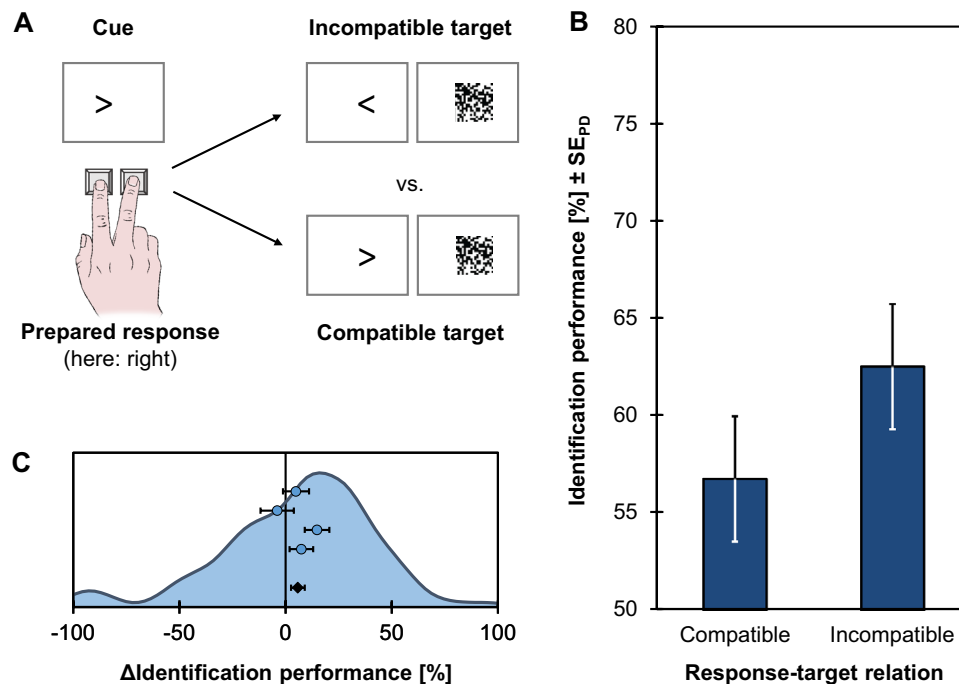 A
Cue
Incompatible target
>
<
vs.
>
Prepared response
(here: right)
Compatible target
B
Identification performance [%] ± SE_PD
80
75
70
65
60
55
50
Compatible
Incompatible
Response-target relation
C
-100
-50
0
50
100
ΔIdentification performance [%]